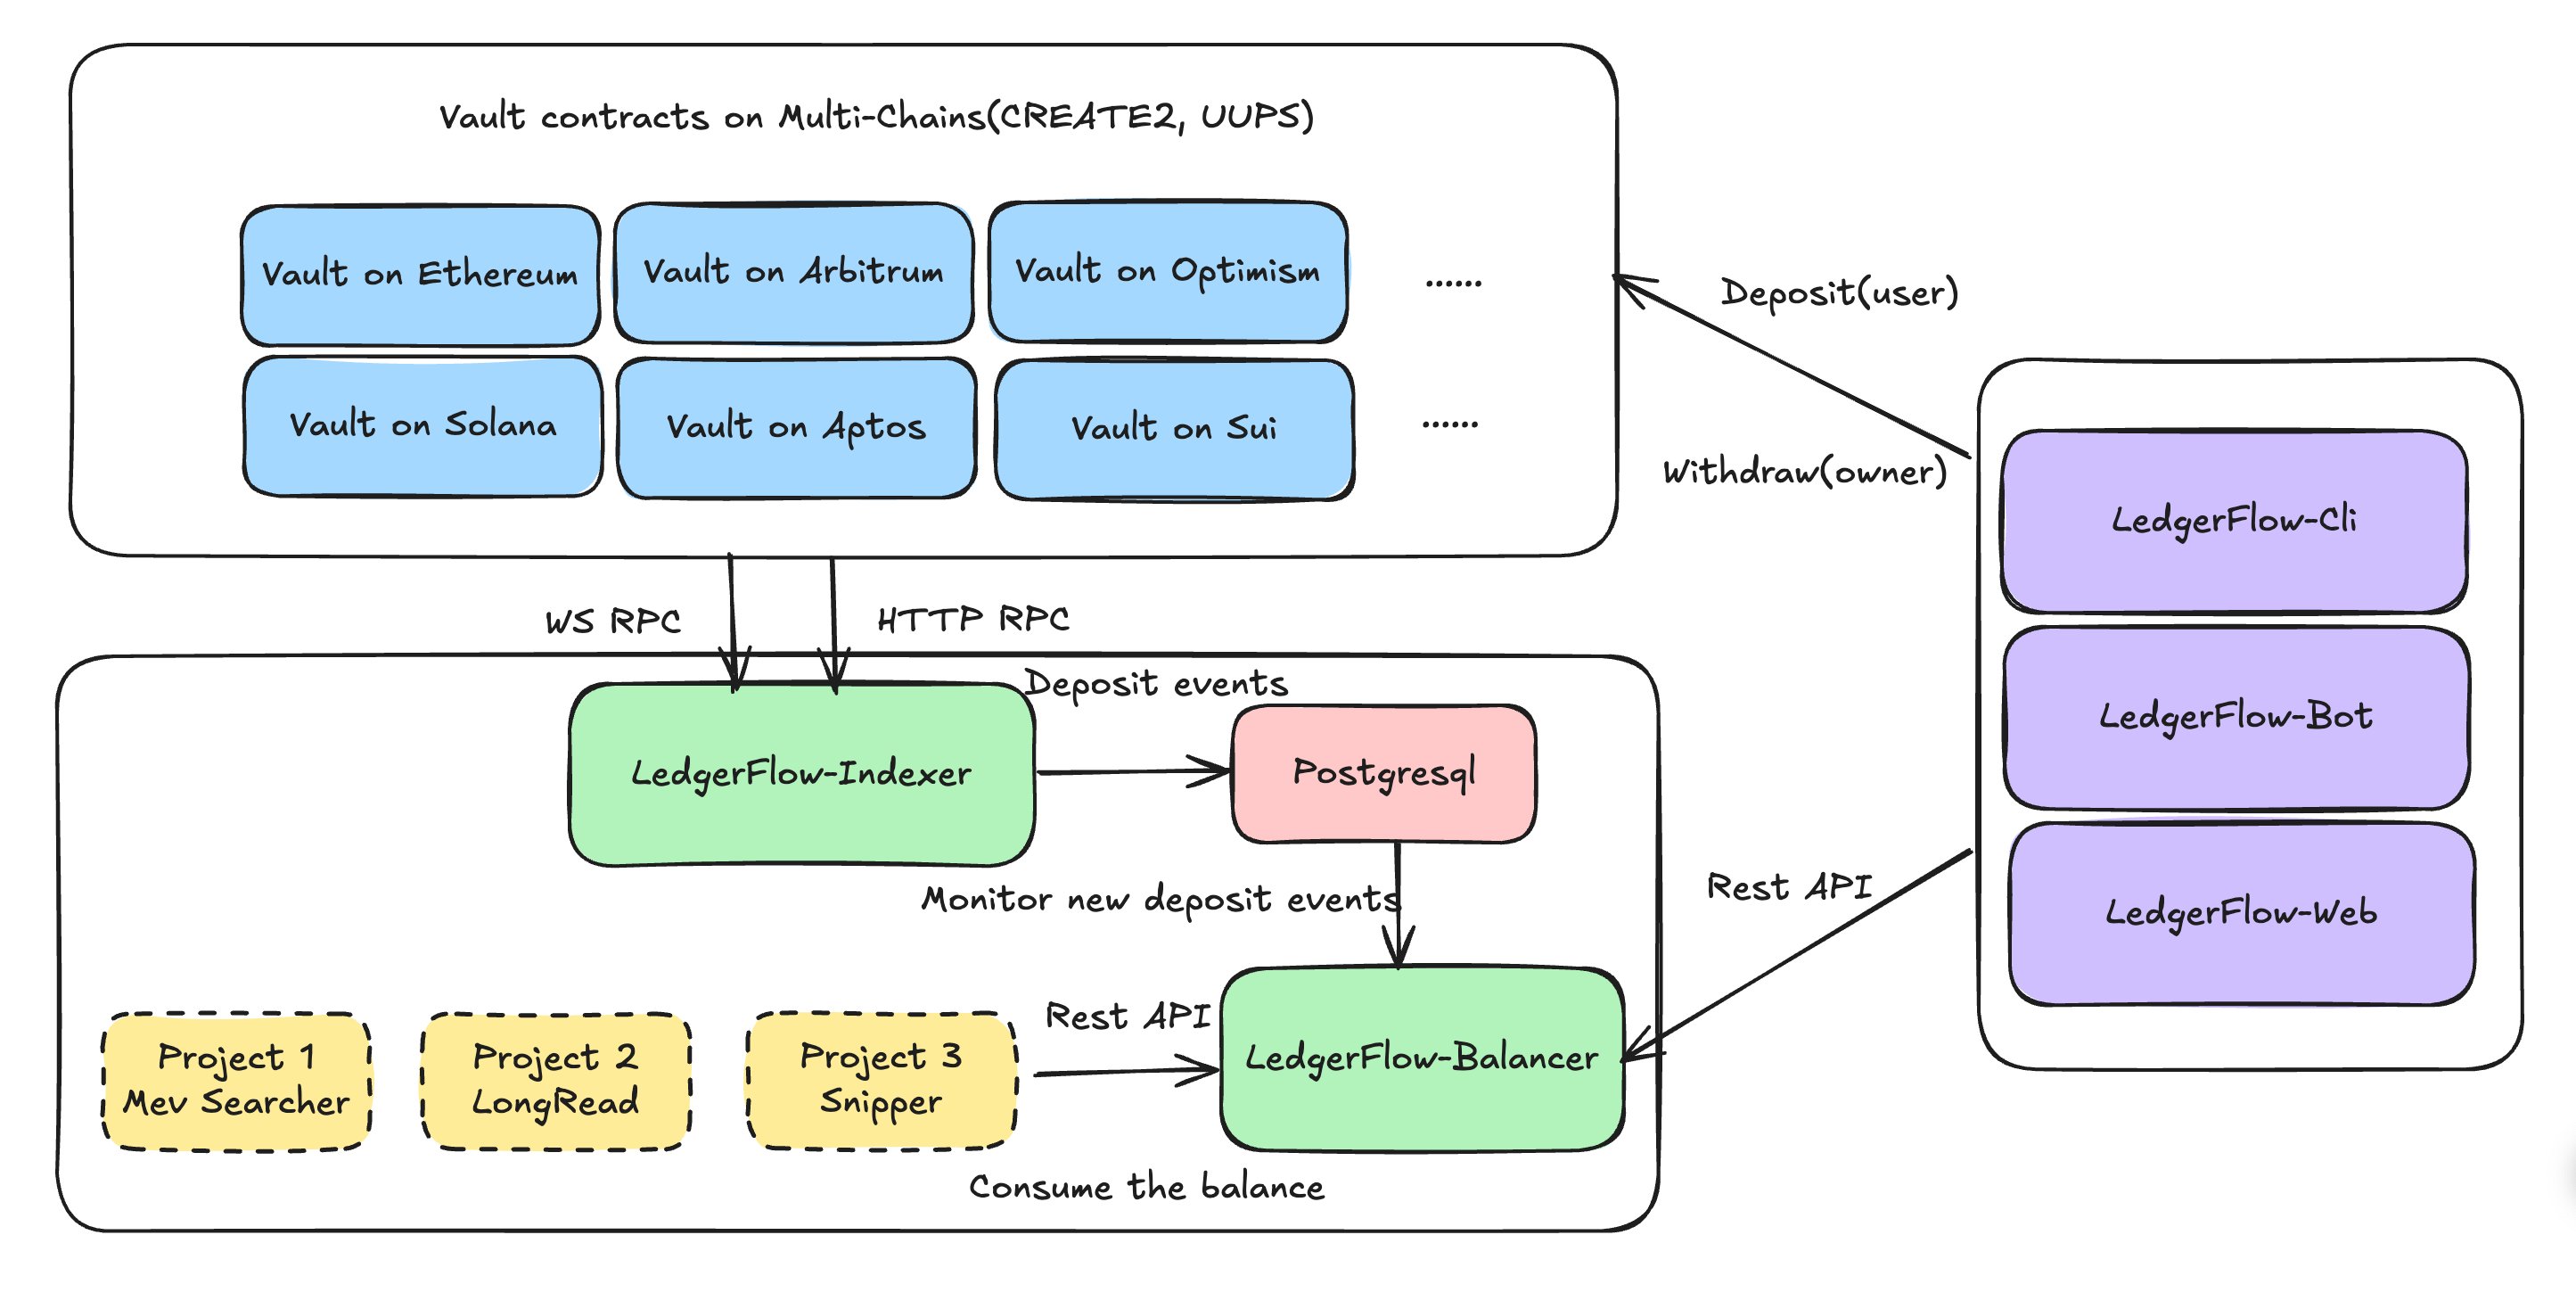 Vault contracts on Multi-Chains(CREATE2, UUPS)
Vault on Ethereum
Vault on Arbitrum
Vault on Optimism
......
Vault on Solana
Vault on Aptos
Vault on Sui
......
Deposit(user)
Withdraw(owner)
LedgerFlow-Cli
LedgerFlow-Bot
LedgerFlow-Web
WS RPC
HTTP RPC
Deposit events
LedgerFlow-Indexer
Postgresql
Monitor new deposit events
Rest API
Project 1
Mev Searcher
Project 2
LongRead
Project 3
Snipper
Rest API
LedgerFlow-Balancer
Consume the balance